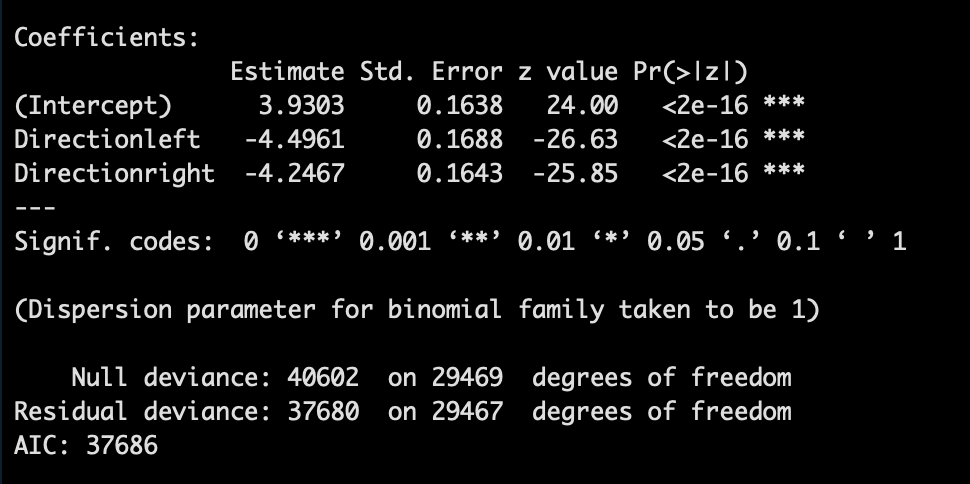 Coefficients:
Estimate Std. Error z value Pr(>|z|)
(Intercept) 3.9303 0.1638 24.00 <2e-16 ***
Directionleft -4.4961 0.1688 -26.63 <2e-16 ***
Directionright -4.2467 0.1643 -25.85 <2e-16 ***
---
Signif. codes: 0 ‘***’ 0.001 ‘**’ 0.01 ‘*’ 0.05 ‘.’ 0.1 ‘ ’ 1
(Dispersion parameter for binomial family taken to be 1)
Null deviance: 40602 on 29469 degrees of freedom
Residual deviance: 37680 on 29467 degrees of freedom
AIC: 37686